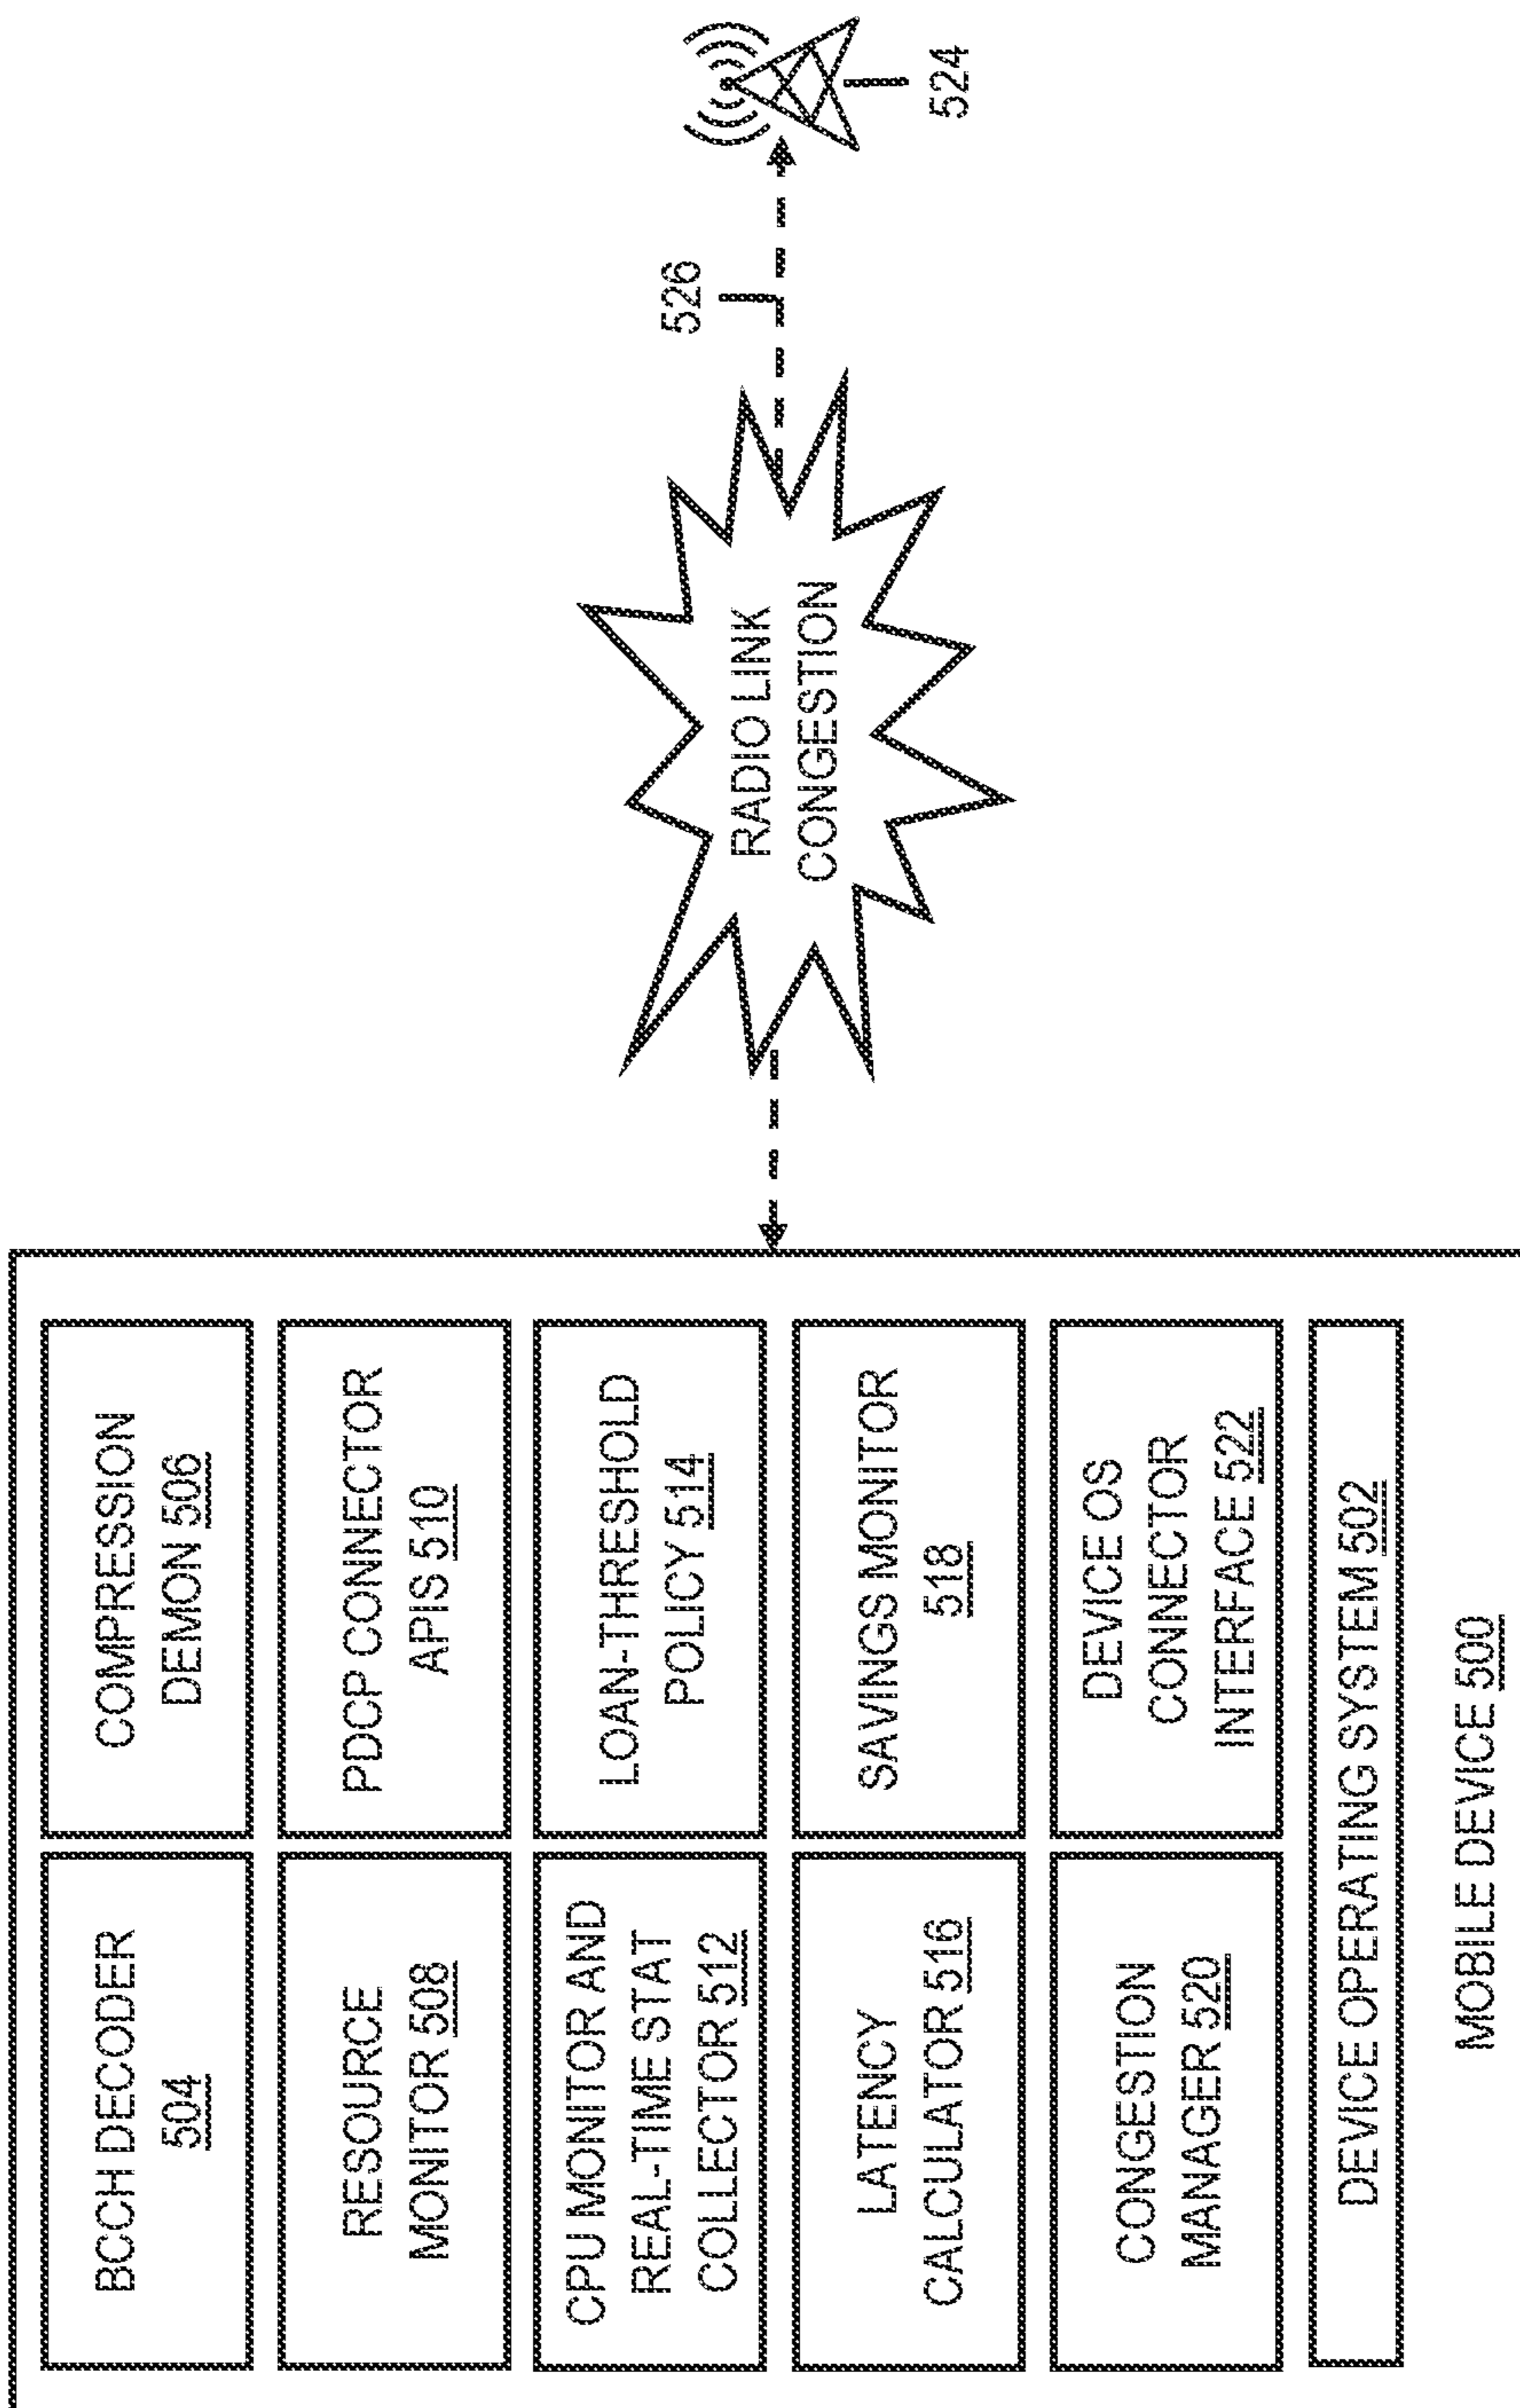 BCCH DECODER
504
COMPRESSION
DEMON 506
RESOURCE
MONITOR 508
PDCP CONNECTOR
APIS 510
CPU MONITOR AND
REAL-TIME STAT
COLLECTOR 512
LOAN-THRESHOLD
POLICY 514
LATENCY
CALCULATOR 516
SAVINGS MONITOR
518
CONGESTION
MANAGER 520
DEVICE OS
CONNECTOR
INTERFACE 522
DEVICE OPERATING SYSTEM 502
MOBILE DEVICE 500
RADIO LINK
CONGESTION
526
524